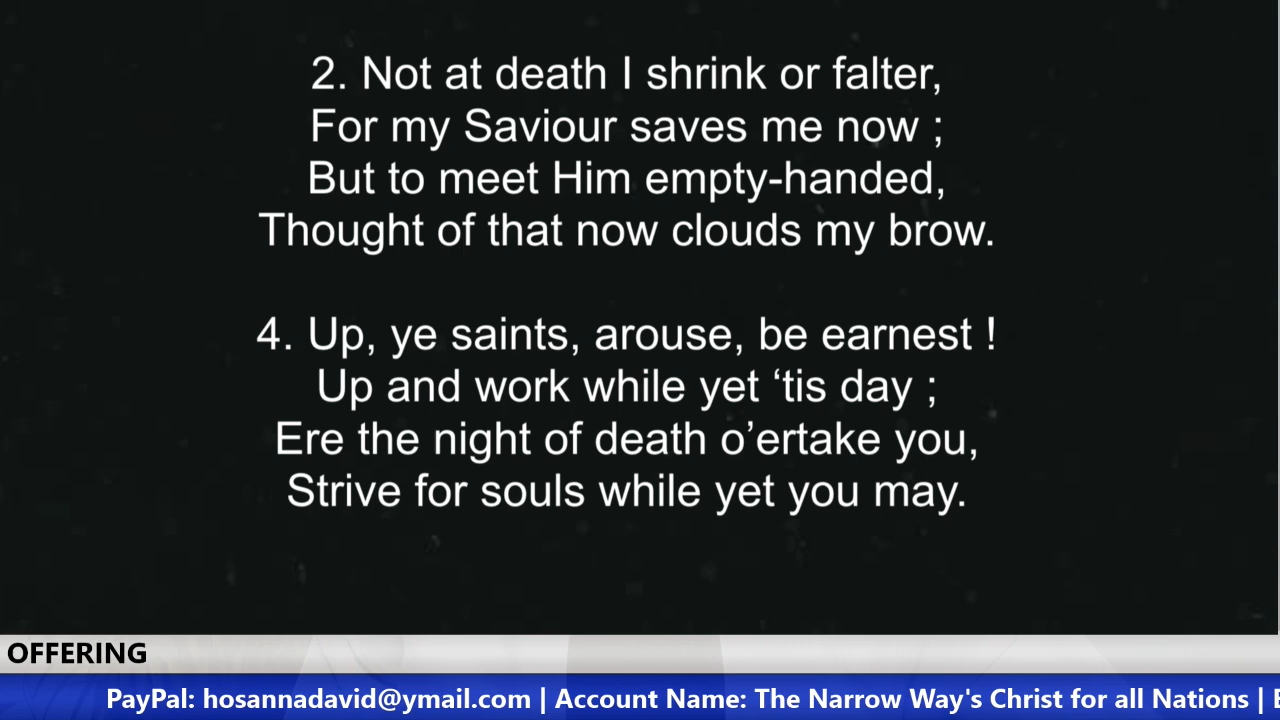 2. Not at death I shrink or falter,
For my Saviour saves me now ;
But to meet Him empty-handed,
Thought of that now clouds my brow.
4. Up, ye saints, arouse, be earnest !
Up and work while yet ‘tis day ;
Ere the night of death o’ertake you,
Strive for souls while yet you may.
OFFERING
PayPal: hosannadavid@ymail.com | Account Name: The Narrow Way's Christ for all Nations |